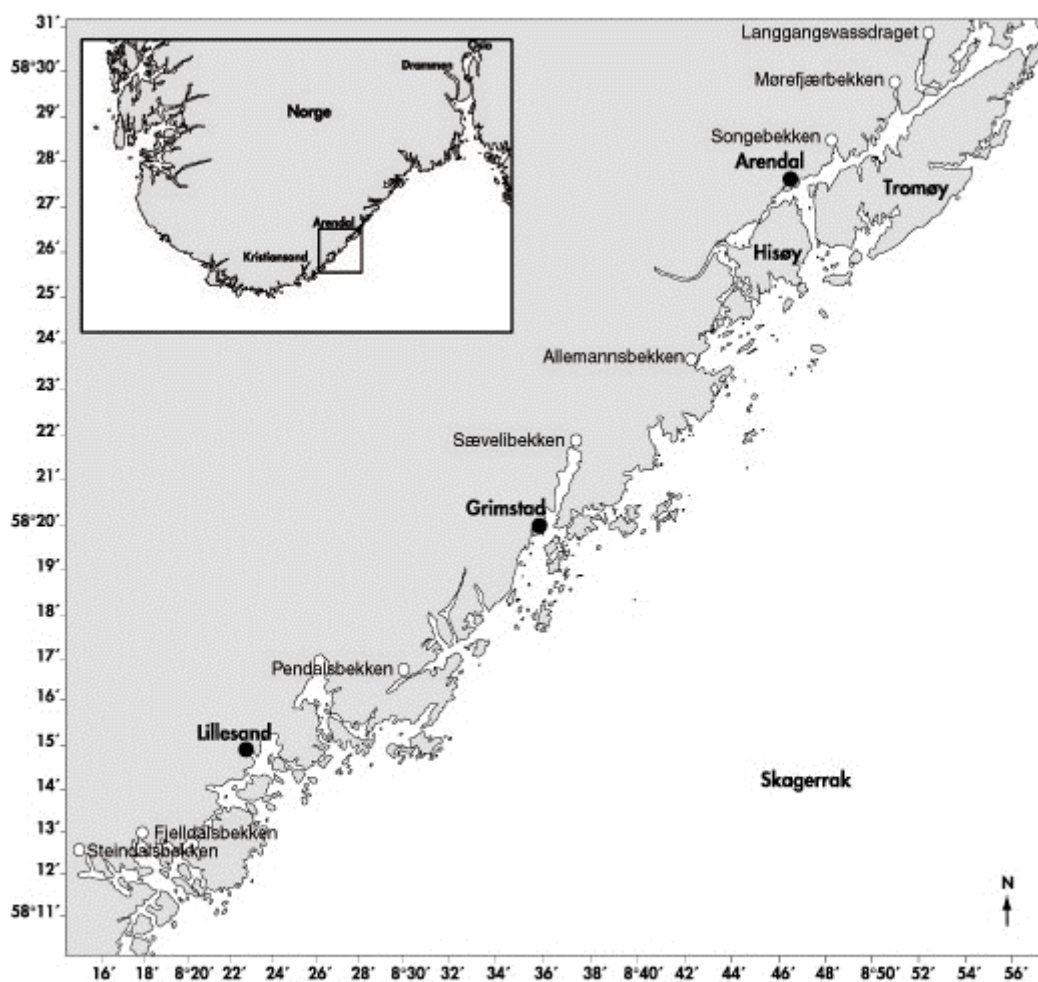 31´
58°30´
29´
28´
27´
26´
25´
24´
23´
22´
21´
58°20´
19´
18´
17´
16´
15´
14´
13´
12´
58°11´
Drammen
Norge
Arendal
Kristiansand
Langgangsvassdraget
Mørefjærbekken
Songebekken
Arendal
Tromøy
Hisøy
Allemannsbekken
Sævelibekken
Grimstad
Pendalsbekken
Lillesand
Skagerrak
Fjelldalsbekken
Steindalsbekken
N
16´ 18´ 8°20´ 22´ 24´ 26´ 28´ 8°30´ 32´ 34´ 36´ 38´ 8°40´ 42´ 44´ 46´ 48´ 8°50´ 52´ 54´ 56´